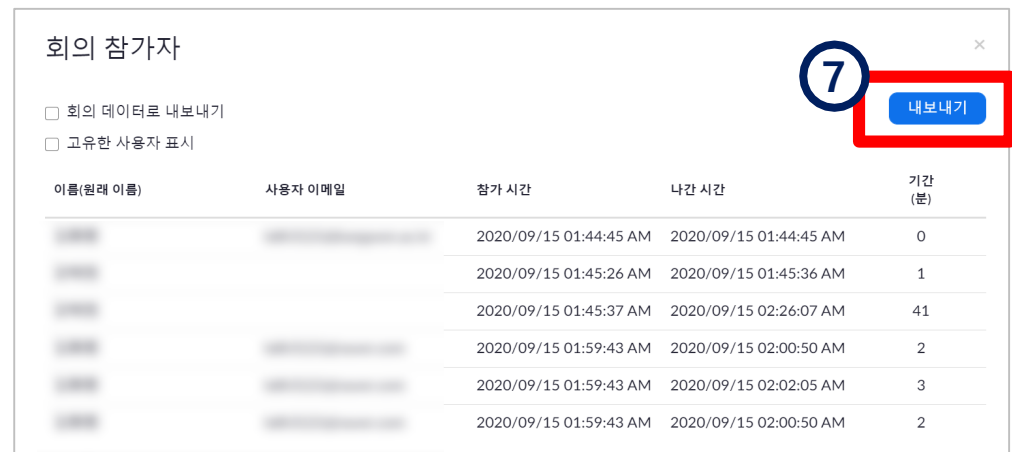 회의 참가자
×
7
내보내기
회의 데이터로 내보내기
고유한 사용자 표시
이름(원래 이름) 사용자 이메일 참가 시간 나간 시간 기간 (분)
2020/09/15 01:44:45 AM 2020/09/15 01:44:45 AM 0
2020/09/15 01:45:26 AM 2020/09/15 01:45:36 AM 1
2020/09/15 01:45:37 AM 2020/09/15 02:26:07 AM 41
2020/09/15 01:59:43 AM 2020/09/15 02:00:50 AM 2
2020/09/15 01:59:43 AM 2020/09/15 02:02:05 AM 3
2020/09/15 01:59:43 AM 2020/09/15 02:00:50 AM 2